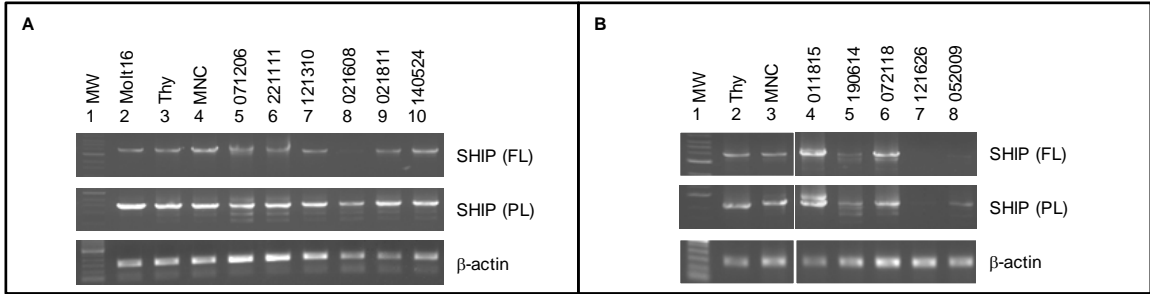 A
1 MW
2 Molt16
3 Thy
4 MNC
5 071206
6 221111
7 121310
8 021608
9 021811
10 140524
SHIP (FL)
SHIP (PL)
β-actin
B
1 MW
2 Thy
3 MNC
4 011815
5 190614
6 072118
7 121626
8 052009
SHIP (FL)
SHIP (PL)
β-actin